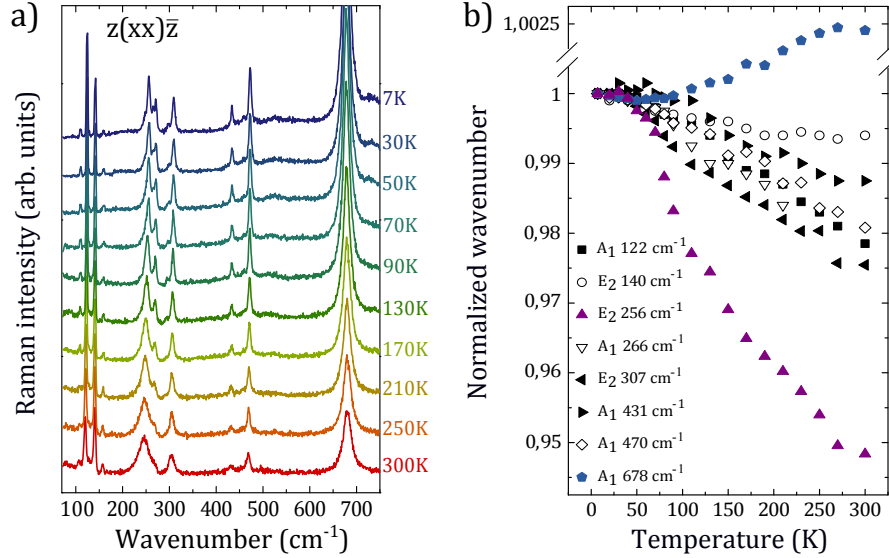 a)
z(xx)z̄
7K
30K
50K
70K
90K
130K
170K
210K
250K
300K
Raman intensity (arb. units)
100 200 300 400 500 600 700
Wavenumber (cm⁻¹)
b)
1,0025
1
0,99
0,98
0,97
0,96
0,95
Normalized wavenumber
A₁ 122 cm⁻¹
E₂ 140 cm⁻¹
E₂ 256 cm⁻¹
A₁ 266 cm⁻¹
E₂ 307 cm⁻¹
A₁ 431 cm⁻¹
A₁ 470 cm⁻¹
A₁ 678 cm⁻¹
0 50 100 150 200 250 300
Temperature (K)